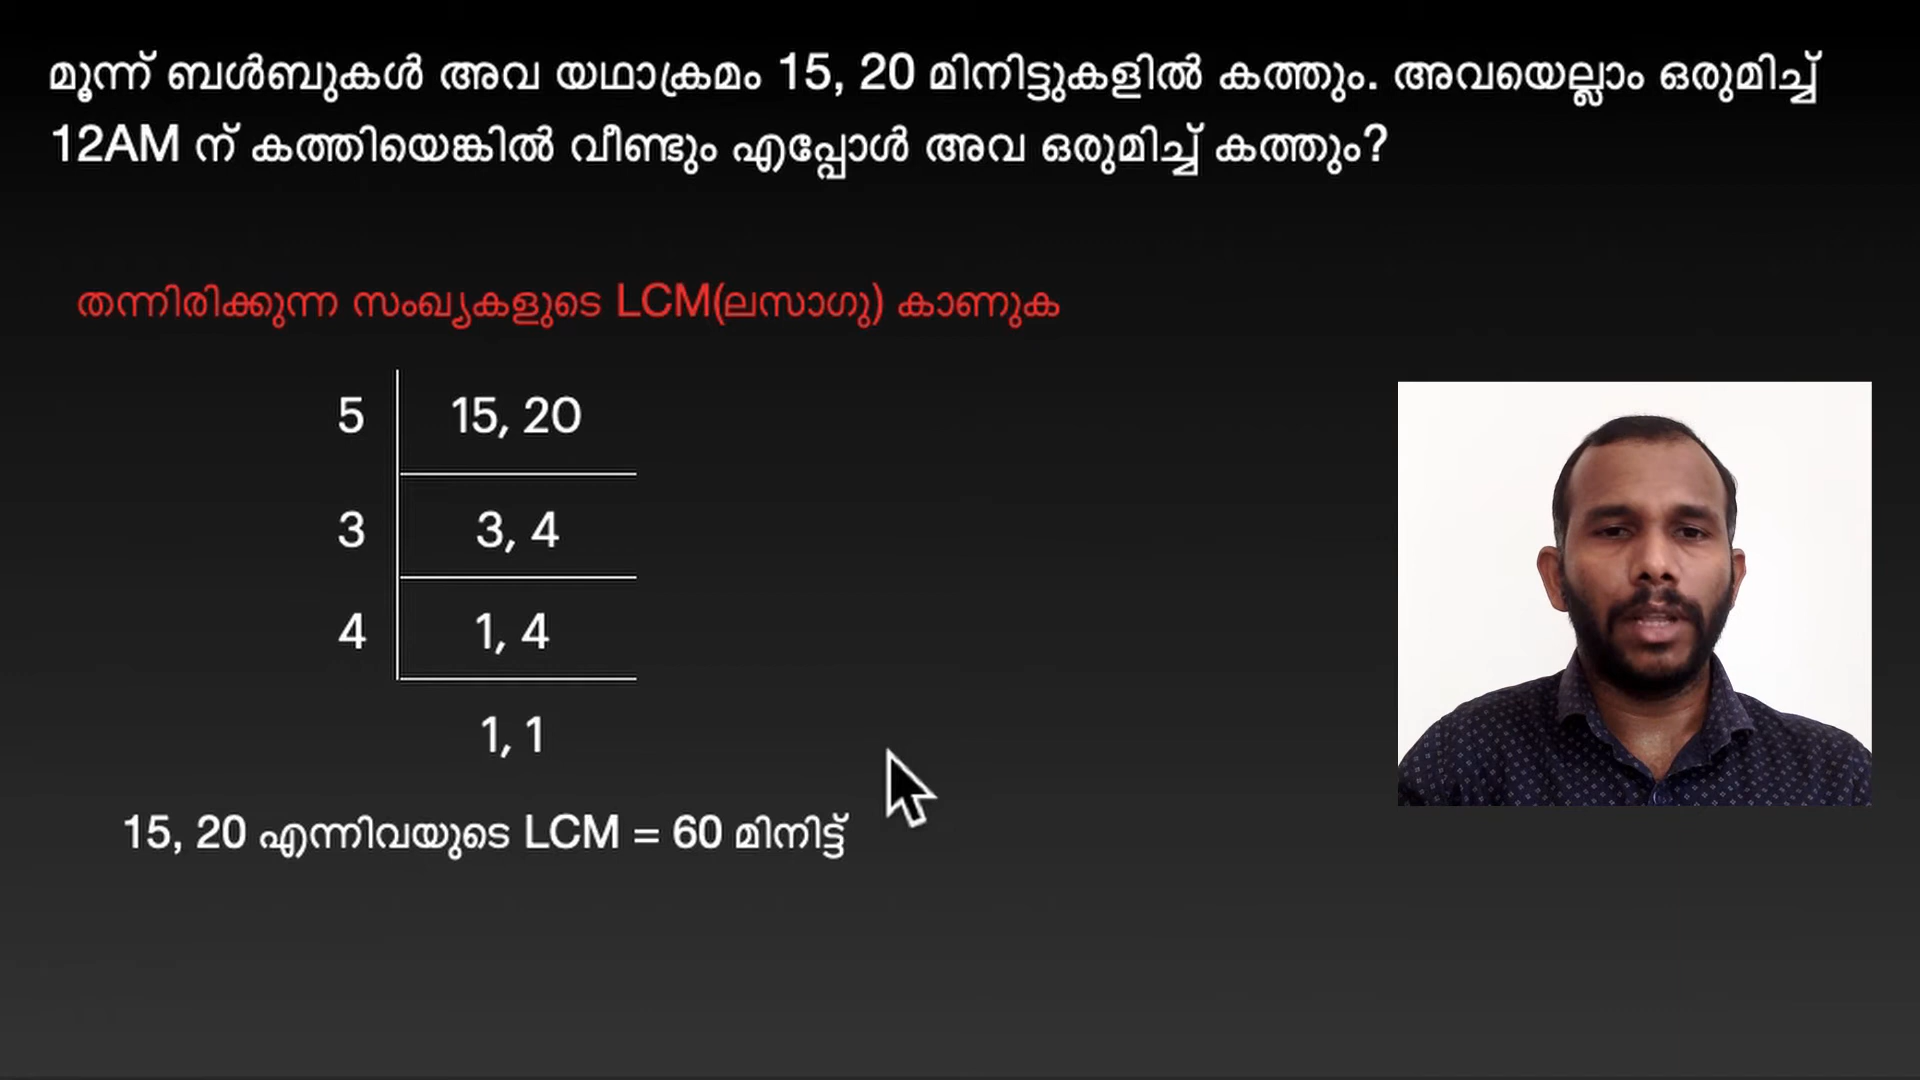 മൂന്ന് ബൾബുകൾ അവ യഥാക്രമം 15, 20 മിനിട്ടുകളിൽ കത്തും. അവയെല്ലാം ഒരുമിച്ച്
12AM ന് കത്തിയെങ്കിൽ വീണ്ടും എപ്പോൾ അവ ഒരുമിച്ച് കത്തും?
തന്നിരിക്കുന്ന സംഖ്യകളുടെ LCM(ലസാഗു) കാണുക
5 15, 20
3 3, 4
4 1, 4
1, 1
15, 20 എന്നിവയുടെ LCM = 60 മിനിട്ട്